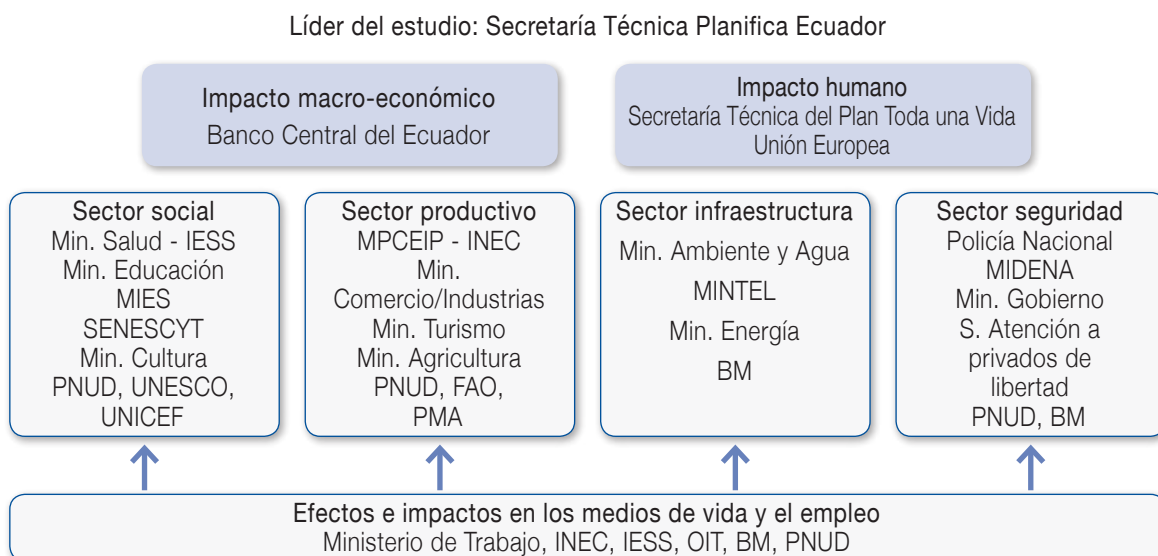 Líder del estudio: Secretaría Técnica Planifica Ecuador
Impacto macro-económico
Banco Central del Ecuador
Impacto humano
Secretaría Técnica del Plan Toda una Vida
Unión Europea
Sector social
Min. Salud - IESS
Min. Educación
MIES
SENESCYT
Min. Cultura
PNUD, UNESCO,
UNICEF
Sector productivo
MPCEIP - INEC
Min.
Comercio/Industrias
Min. Turismo
Min. Agricultura
PNUD, FAO,
PMA
Sector infraestructura
Min. Ambiente y Agua
MINTEL
Min. Energía
BM
Sector seguridad
Policía Nacional
MIDENA
Min. Gobierno
S. Atención a
privados de
libertad
PNUD, BM
Efectos e impactos en los medios de vida y el empleo
Ministerio de Trabajo, INEC, IESS, OIT, BM, PNUD